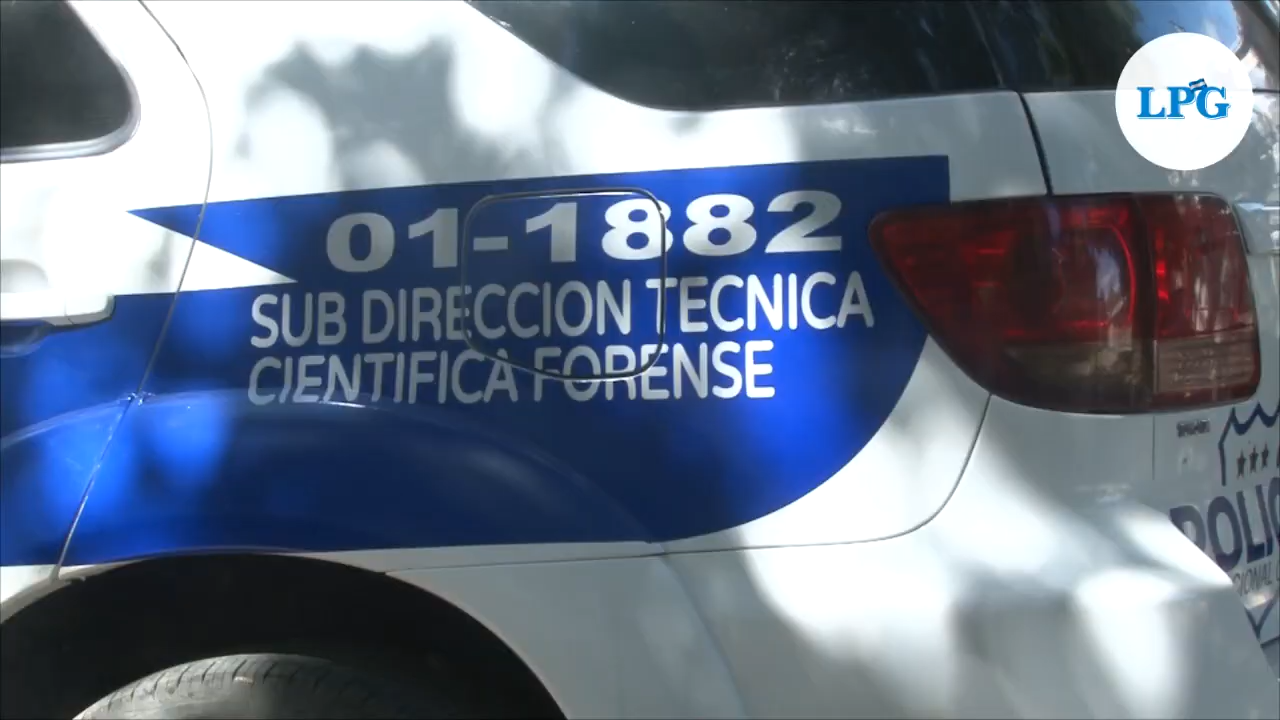 LPG
01-1882
SUB DIRECCION TECNICA
CIENTIFICA FORENSE
POLIC